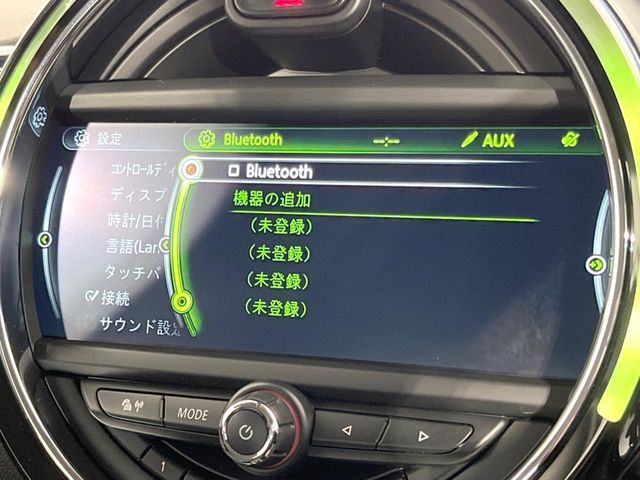 設定
Bluetooth
--:--
AUX
コントロールディ
ディスプ
時計/日付
言語(Lan
タッチパ
接続
サウンド設定
Bluetooth
機器の追加
(未登録)
(未登録)
(未登録)
(未登録)
MODE
1